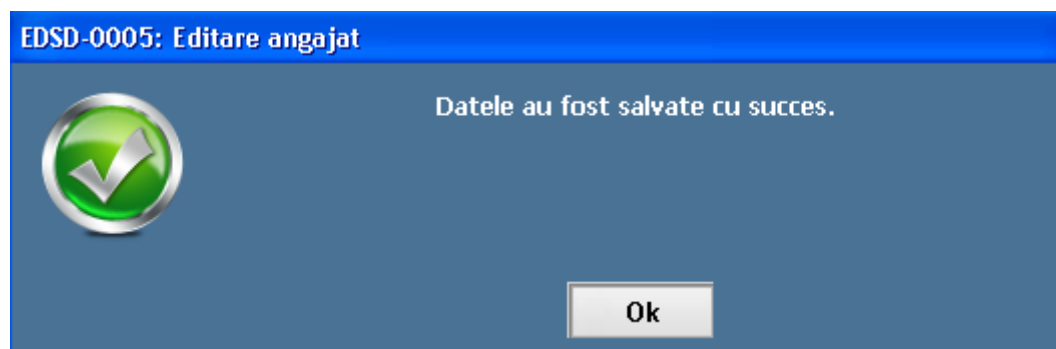 EDSD-0005: Editare angajat
Datele au fost salvate cu succes.
Ok